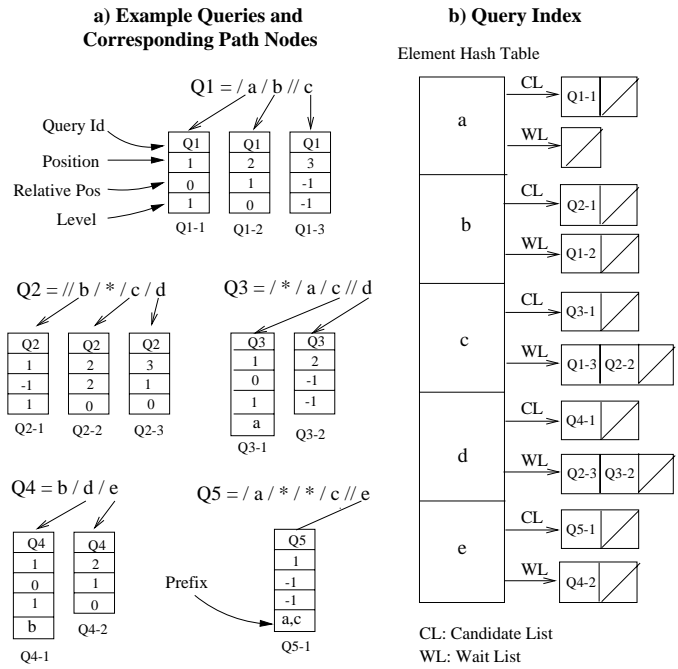 a) Example Queries and
Corresponding Path Nodes
Q1 = / a / b // c
Query Id
Position
Relative Pos
Level
Q1
1
0
1
Q1-1
Q1
2
1
0
Q1-2
Q1
3
-1
-1
Q1-3
Q2 = // b / * / c / d
Q2
1
-1
1
Q2-1
Q2
2
2
0
Q2-2
Q2
3
1
0
Q2-3
Q3 = / * / a / c // d
Q3
1
0
1
a
Q3-1
Q3
2
-1
-1
Q3-2
Q4 = b / d / e
Q4
1
0
1
b
Q4-1
Q4
2
1
0
Q4-2
Q5 = / a / * / * / c // e
Prefix
Q5
1
-1
-1
a,c
Q5-1
b) Query Index
Element Hash Table
a
CL
Q1-1
WL
b
CL
Q2-1
WL
Q1-2
c
CL
Q3-1
WL
Q1-3 Q2-2
d
CL
Q4-1
WL
Q2-3 Q3-2
e
CL
Q5-1
WL
Q4-2
CL: Candidate List
WL: Wait List